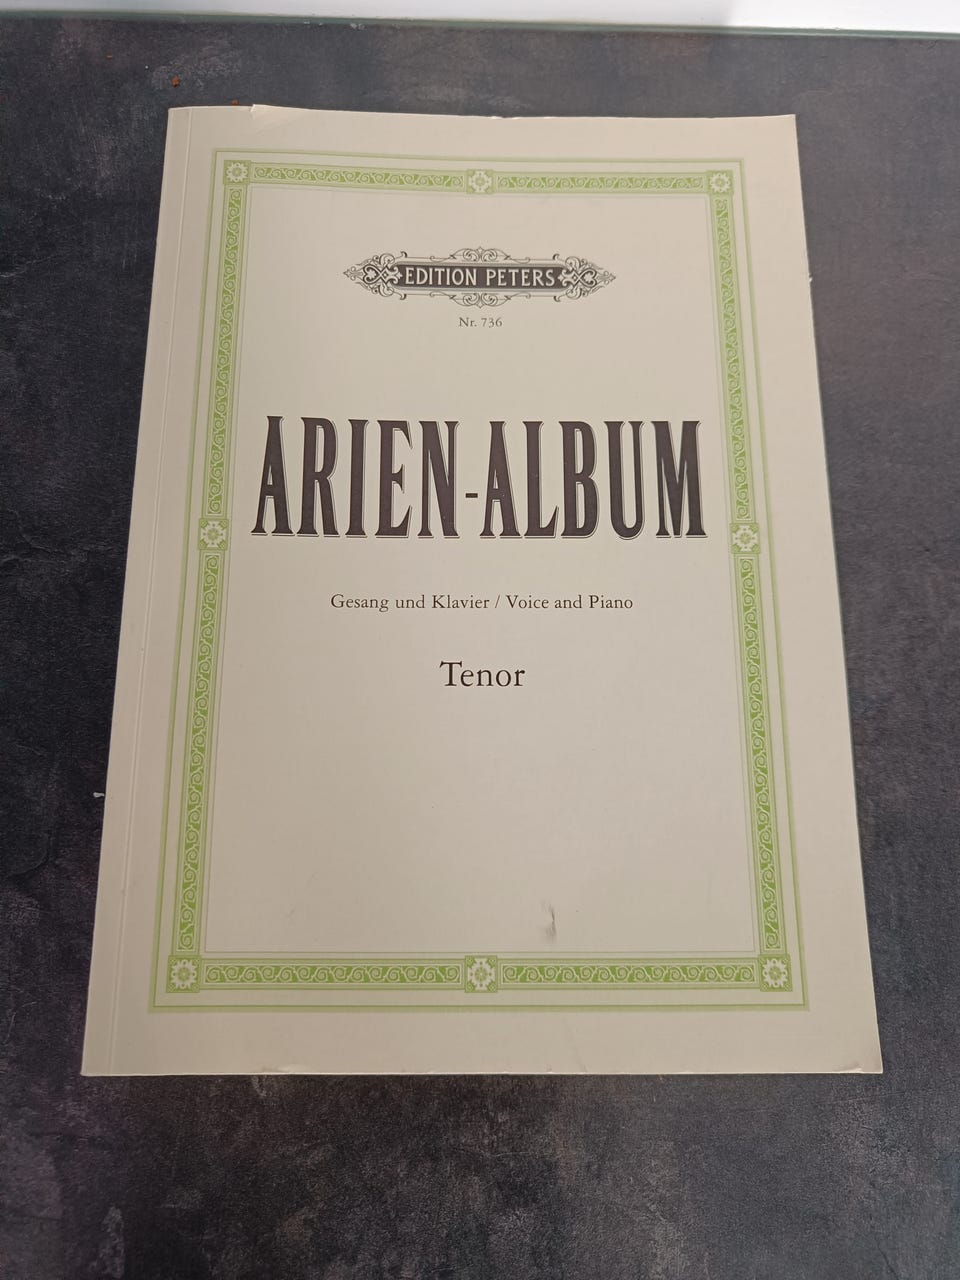 EDITION PETERS
Nr. 736
ARIEN-ALBUM
Gesang und Klavier / Voice and Piano
Tenor